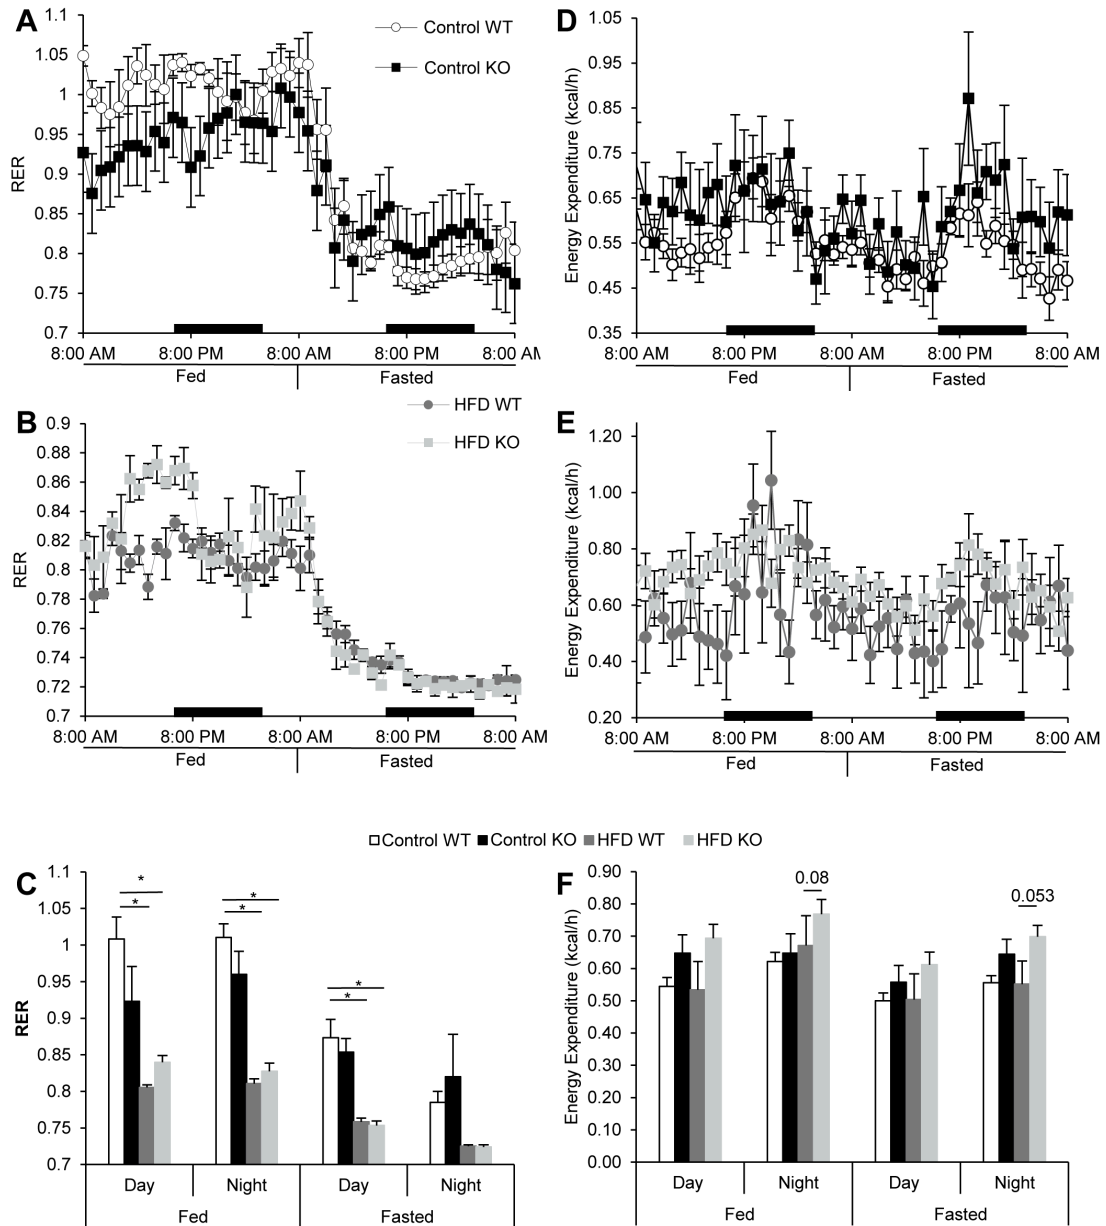 A
1.1
1.05
1
0.95
0.9
0.85
0.8
0.75
0.7
RER
Control WT
Control KO
8:00 AM 8:00 PM 8:00 AM 8:00 PM 8:00 AM
Fed Fasted
D
1.05
0.95
0.85
0.75
0.65
0.55
0.45
0.35
Energy Expenditure (kcal/h)
8:00 AM 8:00 PM 8:00 AM 8:00 PM 8:00 AM
Fed Fasted
B
0.9
0.88
0.86
0.84
0.82
0.8
0.78
0.76
0.74
0.72
0.7
RER
HFD WT
HFD KO
8:00 AM 8:00 PM 8:00 AM 8:00 PM 8:00 AM
Fed Fasted
E
1.20
1.00
0.80
0.60
0.40
0.20
Energy Expenditure (kcal/h)
8:00 AM 8:00 PM 8:00 AM 8:00 PM 8:00 AM
Fed Fasted
Control WT Control KO HFD WT HFD KO
C
1.1
1.05
1
0.95
0.9
0.85
0.8
0.75
0.7
RER
*
*
*
*
*
*
Day Night Day Night
Fed Fasted
F
0.90
0.80
0.70
0.60
0.50
0.40
0.30
0.20
0.10
0.00
Energy Expenditure (kcal/h)
0.08
0.053
Day Night Day Night
Fed Fasted